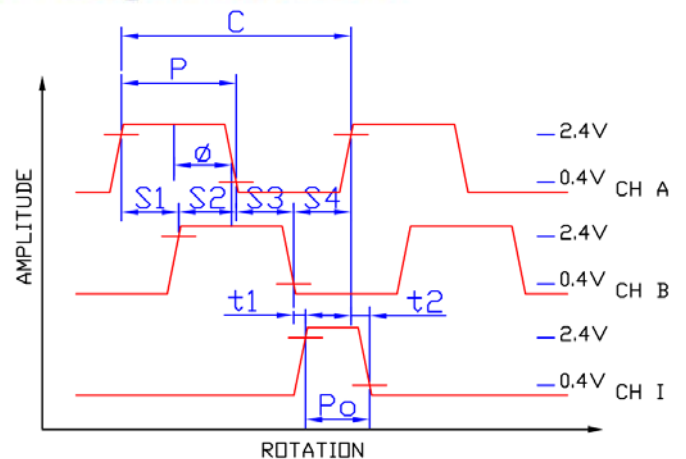 C
P
2.4V
Ø
0.4V CH A
S1 S2 S3 S4
2.4V
0.4V CH B
t1 t2
2.4V
0.4V CH I
Po
AMPLITUDE
ROTATION